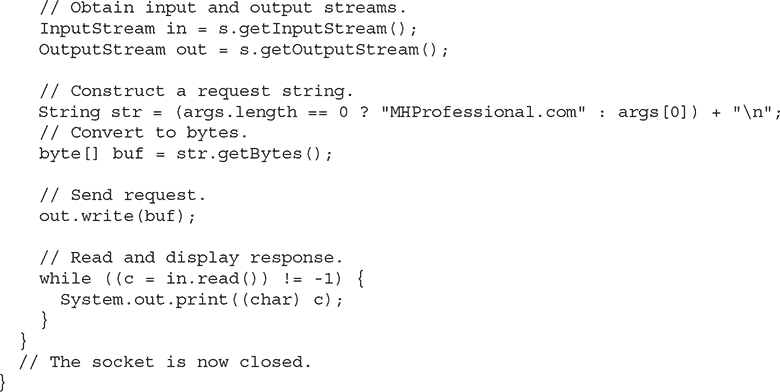 // Obtain input and output streams.
InputStream in = s.getInputStream();
OutputStream out = s.getOutputStream();

// Construct a request string.
String str = (args.length == 0 ? "MHProfessional.com" : args[0]) + "\n";
// Convert to bytes.
byte[] buf = str.getBytes();

// Send request.
out.write(buf);

// Read and display response.
while ((c = in.read()) != -1) {
System.out.print((char) c);
}
}
// The socket is now closed.
}